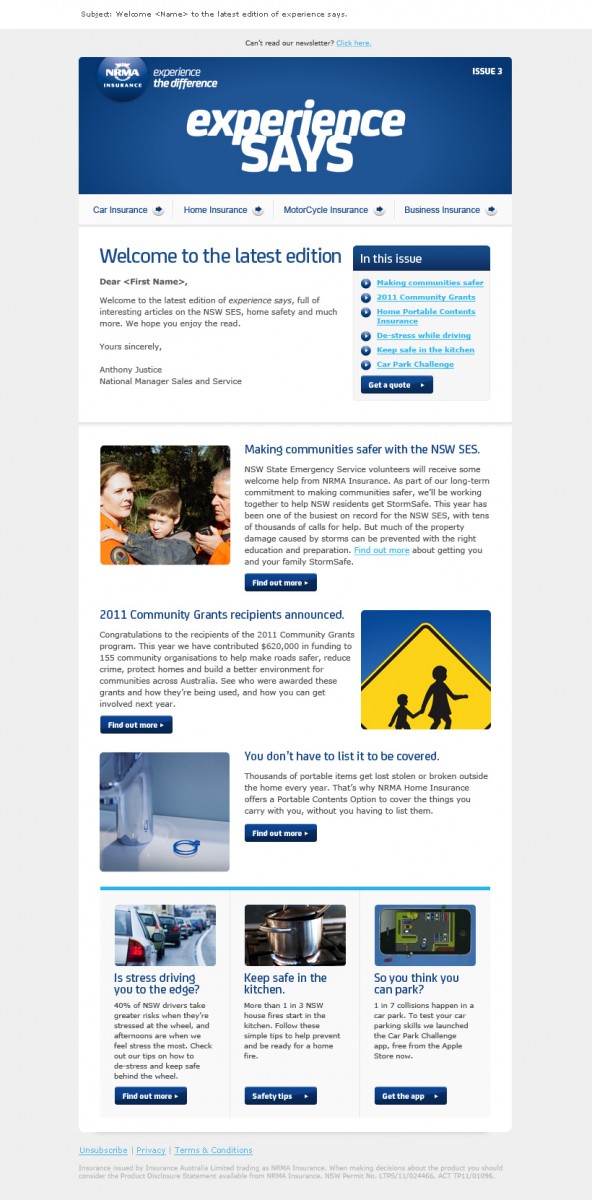 Subject: Welcome <Name> to the latest edition of experience says.
Can't read our newsletter? Click here.
NRMA
INSURANCE
experience
the difference
ISSUE 3
experience
SAYS
Car Insurance
Home Insurance
MotorCycle Insurance
Business Insurance
Welcome to the latest edition
Dear <First Name>,
Welcome to the latest edition of experience says, full of
interesting articles on the NSW SES, home safety and much
more. We hope you enjoy the read.
Yours sincerely,
Anthony Justice
National Manager Sales and Service
In this issue
Making communities safer
2011 Community Grants
Home Portable Contents
Insurance
De-stress while driving
Keep safe in the kitchen
Car Park Challenge
Get a quote
Making communities safer with the NSW SES.
NSW State Emergency Service volunteers will receive some
welcome help from NRMA Insurance. As part of our long-term
commitment to making communities safer, we'll be working
together to help NSW residents get StormSafe. This year has
been one of the busiest on record for the NSW SES, with tens
of thousands of calls for help. But much of the property
damage caused by storms can be prevented with the right
education and preparation. Find out more about getting you
and your family StormSafe.
Find out more
2011 Community Grants recipients announced.
Congratulations to the recipients of the 2011 Community Grants
program. This year we have contributed $620,000 in funding to
155 community organisations to help make roads safer, reduce
crime, protect homes and build a better environment for
communities across Australia. See who were awarded these
grants and how they're being used, and how you can get
involved next year.
Find out more
You don't have to list it to be covered.
Thousands of portable items get lost stolen or broken outside
the home every year. That's why NRMA Home Insurance
offers a Portable Contents Option to cover the things you
carry with you, without you having to list them.
Find out more
Is stress driving
you to the edge?
40% of NSW drivers take
greater risks when they're
stressed at the wheel, and
afternoons are when we
feel stress the most. Check
out our tips on how to
de-stress and keep safe
behind the wheel.
Find out more
Keep safe in the
kitchen.
More than 1 in 3 NSW
house fires start in the
kitchen. Follow these
simple tips to help prevent
and be ready for a home
fire.
Safety tips
So you think you
can park?
1 in 7 collisions happen in a
car park. To test your car
parking skills we launched
the Car Park Challenge
app, free from the Apple
Store now.
Get the app
Unsubscribe | Privacy | Terms & Conditions
Insurance issued by Insurance Australia Limited trading as NRMA Insurance. When making decisions about the product you should
consider the Product Disclosure Statement available from NRMA Insurance. NSW Permit No. LTPS/11/024466, ACT TP11/01096.